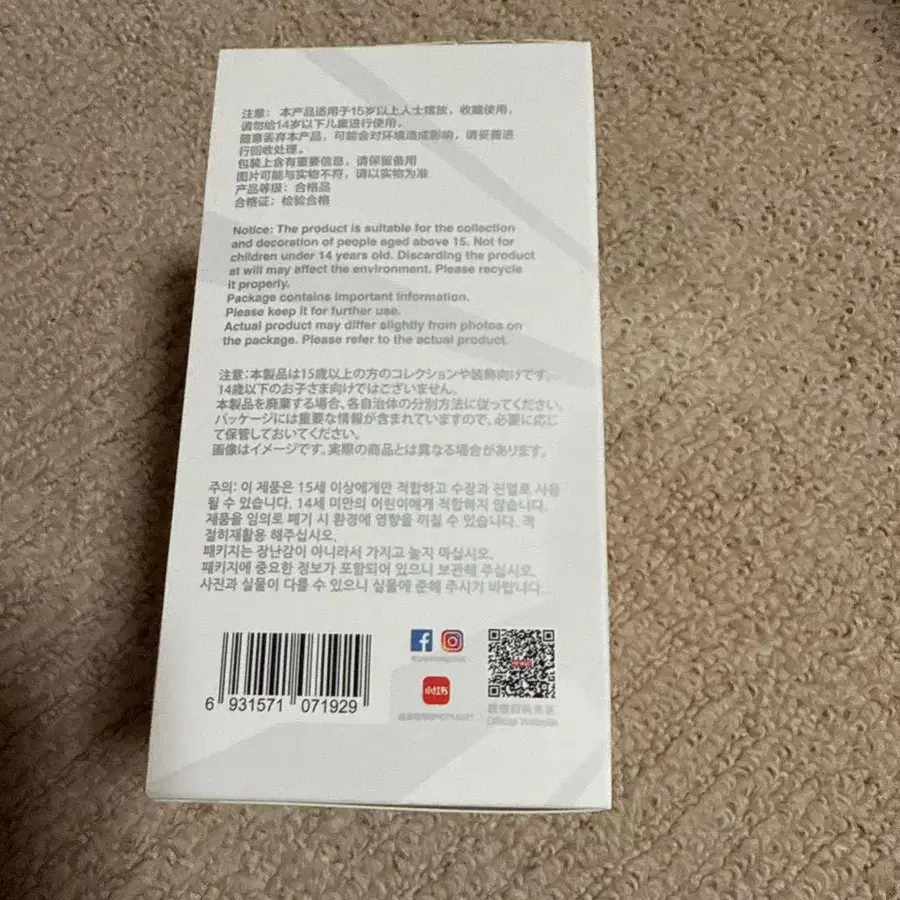 注意： 本产品适用于15岁以上人士摆放，收藏使用，
请勿给14岁以下儿童进行使用。
随意丢弃本产品，可能会对环境造成影响，请妥善进
行回收处理。
包装上含有重要信息，请保留备用
图片可能与实物不符，请以实物为准
产品等级：合格品
合格证：检验合格
Notice: The product is suitable for the collection
and decoration of people aged above 15. Not for
children under 14 years old. Discarding the product
at will may affect the environment. Please recycle
it properly.
Package contains important information.
Please keep it for further use.
Actual product may differ slightly from photos on
the package. Please refer to the actual product.
注意：本製品は15歳以上の方のコレクションや装飾向けです。
14歳以下のお子さま向けではございません。
本製品を廃棄する場合、各自治体の分別方法に従ってください。
パッケージには重要な情報が含まれていますので、必要に応じ
て保管しておいてください。
画像はイメージです。実際の商品とは異なる場合があります。
주의: 이 제품은 15세 이상에게만 적합하고 수장과 진열로 사용
될 수 있습니다. 14세 미만의 어린이에게 적합하지 않습니다.
제품을 임의로 폐기 시 환경에 영향을 끼칠 수 있습니다. 적
절히재활용 해주십시오.
패키지는 장난감이 아니라서 가지고 놀지 마십시오.
패키지에 중요한 정보가 포함되어 있으니 보관해 주십시오.
사진과 실물이 다를 수 있으니 실물에 준해 주시기 바랍니다.
6 931571 071929
小红书
Official Website